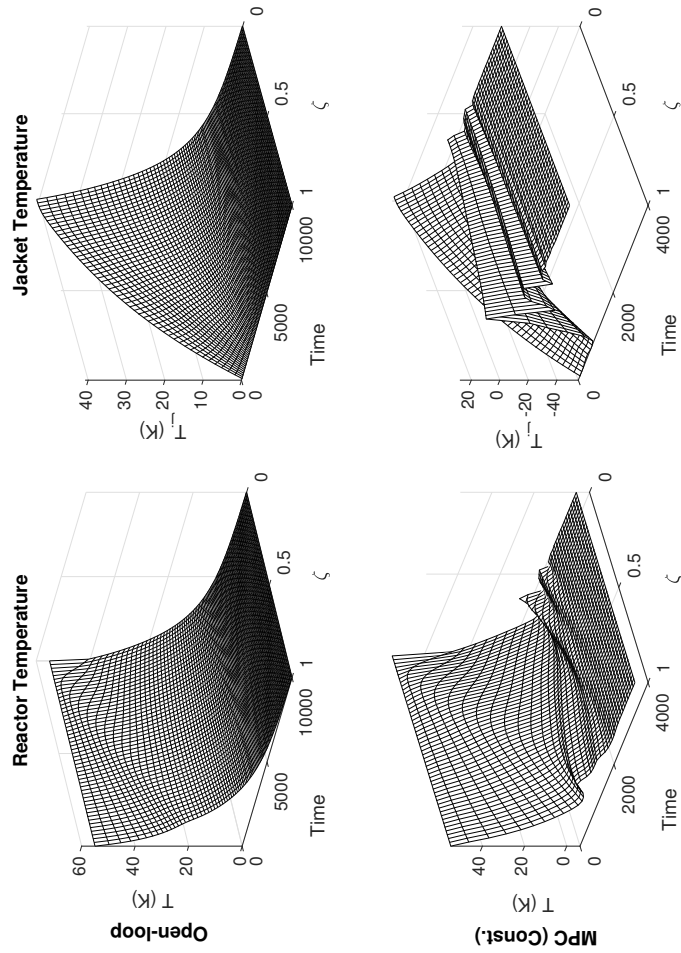 Reactor Temperature
Jacket Temperature
Open-loop
T (K)
60
40
20
0
0
5000
10000
Time
1
0.5
0
ζ
T_j (K)
40
30
20
10
0
0
5000
10000
Time
1
0.5
0
ζ
MPC (Const.)
T (K)
40
20
0
0
2000
4000
Time
1
0.5
0
ζ
T_j (K)
20
0
-20
-40
0
2000
4000
Time
1
0.5
0
ζ